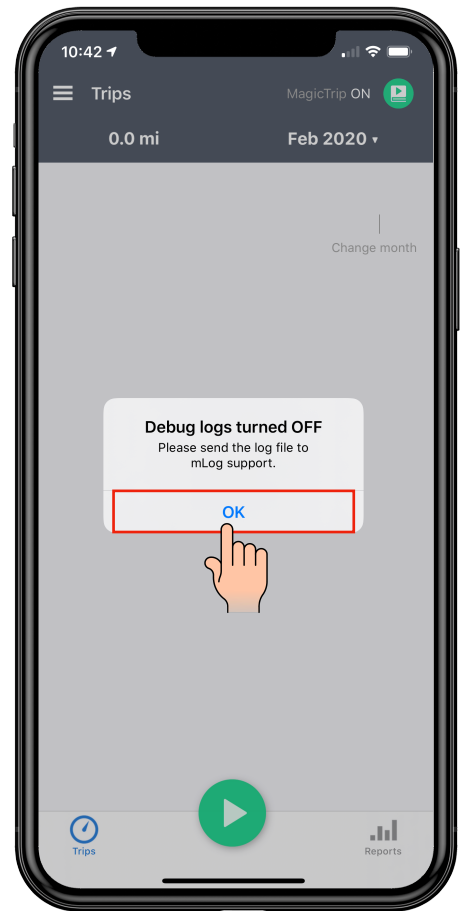 10:42
Trips
MagicTrip ON
0.0 mi
Feb 2020 ▾
Change month
Debug logs turned OFF
Please send the log file to
mLog support.
OK
Trips
Reports